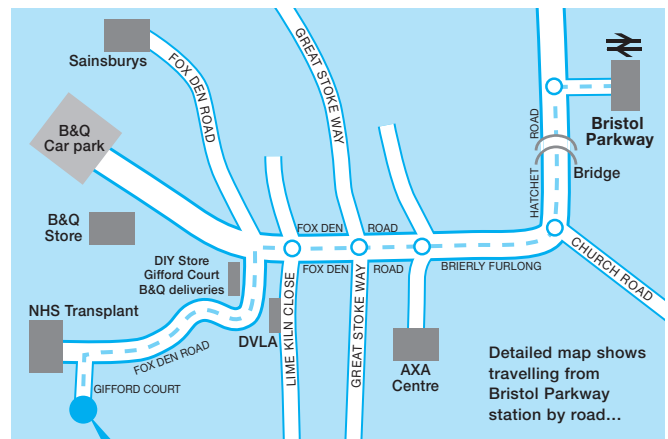 Sainsburys
FOX DEN ROAD
GREAT STOKE WAY
Bristol
Parkway
B&Q
Car park
HATCHET ROAD
Bridge
B&Q
Store
FOX DEN ROAD
FOX DEN ROAD
BRIERLY FURLONG
CHURCH ROAD
DIY Store
Gifford Court
B&Q deliveries
NHS Transplant
DVLA
LIME KILN CLOSE
GREAT STOKE WAY
FOX DEN ROAD
AXA
Centre
GIFFORD COURT
Detailed map shows
travelling from
Bristol Parkway
station by road…